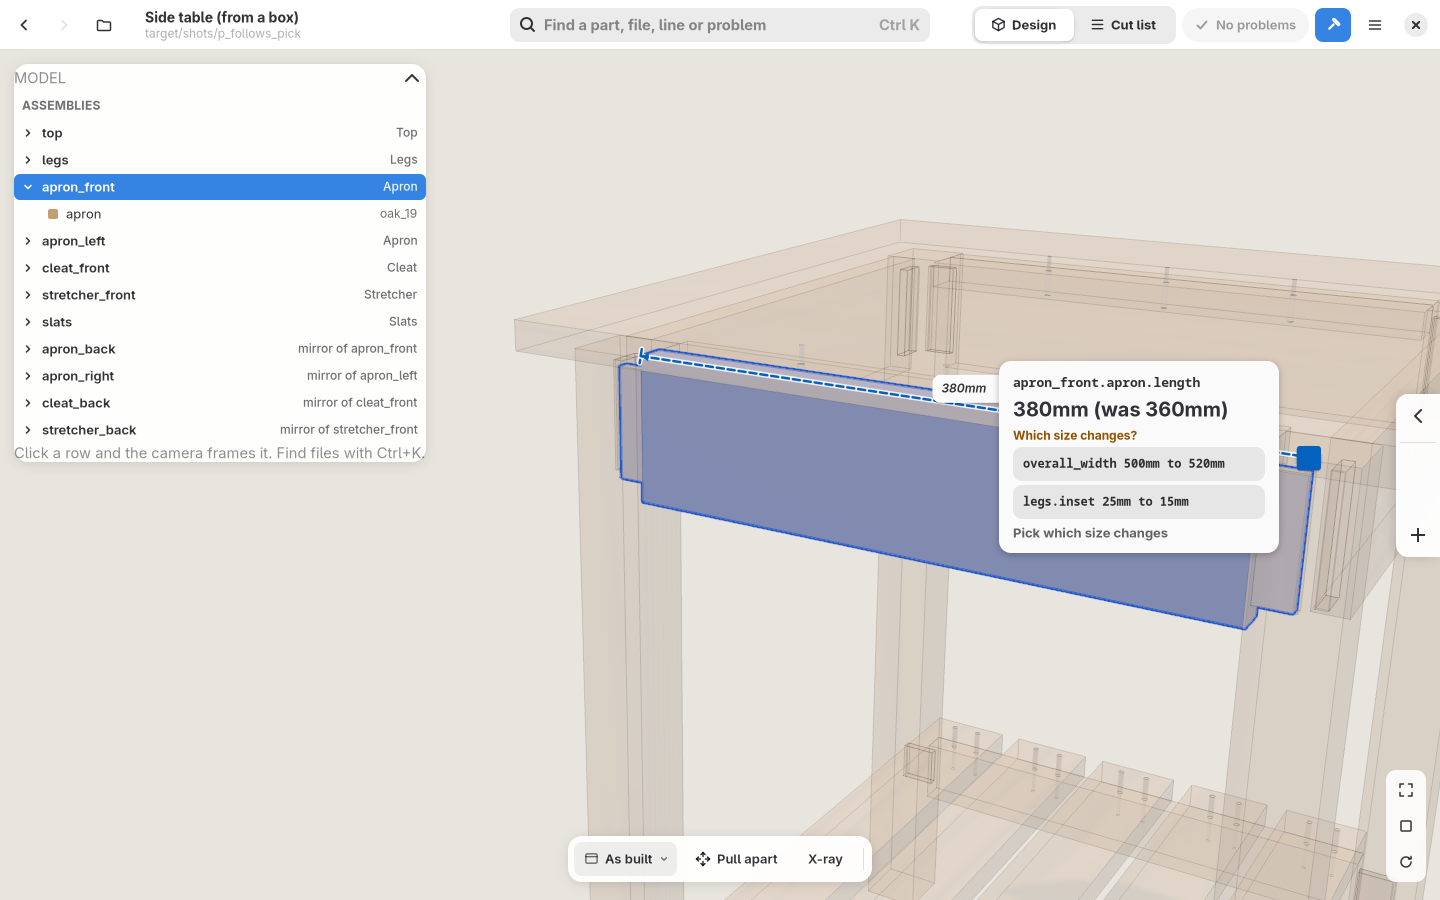 Side table (from a box)
target/shots/p_follows_pick
Find a part, file, line or problem
Ctrl K
Design
Cut list
No problems
MODEL
ASSEMBLIES
top Top
legs Legs
apron_front Apron
apron oak_19
apron_left Apron
cleat_front Cleat
stretcher_front Stretcher
slats Slats
apron_back mirror of apron_front
apron_right mirror of apron_left
cleat_back mirror of cleat_front
stretcher_back mirror of stretcher_front
Click a row and the camera frames it. Find files with Ctrl+K.
380mm
apron_front.apron.length
380mm (was 360mm)
Which size changes?
overall_width 500mm to 520mm
legs.inset 25mm to 15mm
Pick which size changes
As built
Pull apart
X-ray